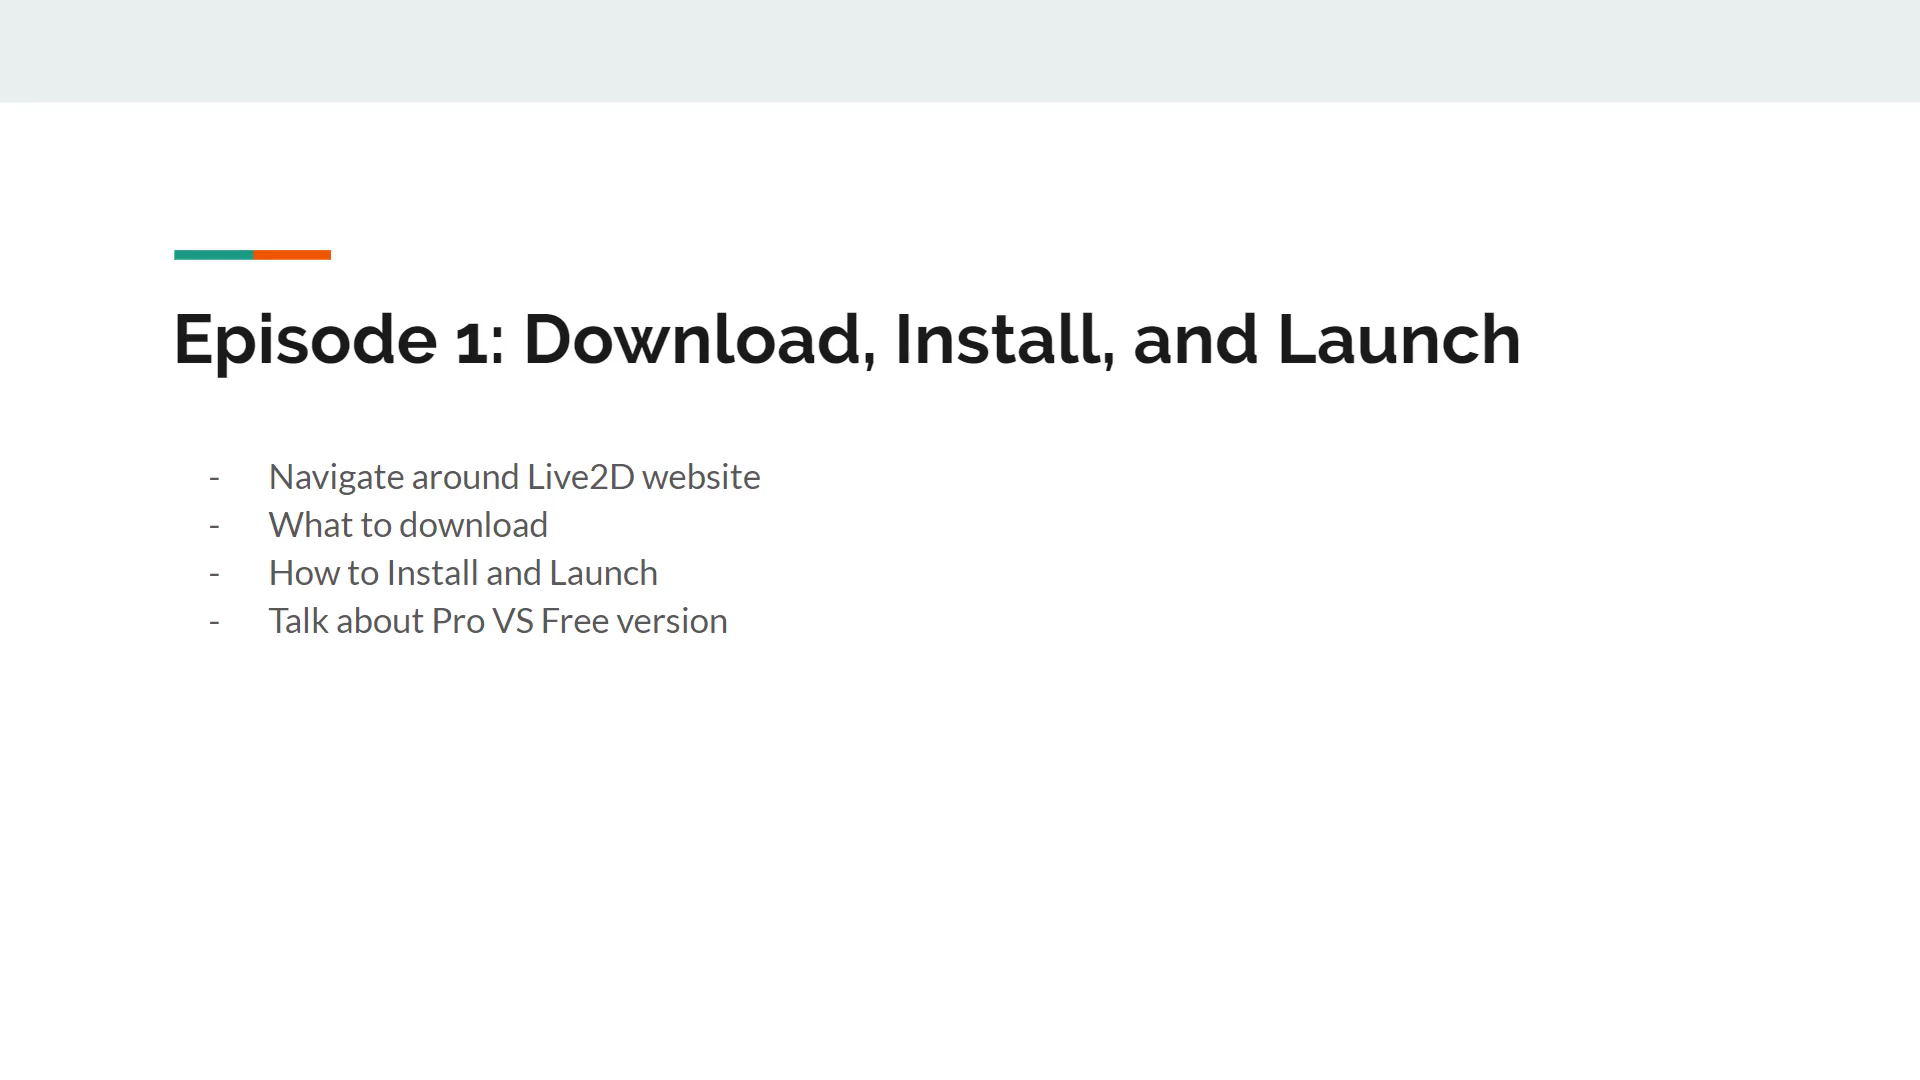 Episode 1: Download, Install, and Launch
- Navigate around Live2D website
- What to download
- How to Install and Launch
- Talk about Pro VS Free version